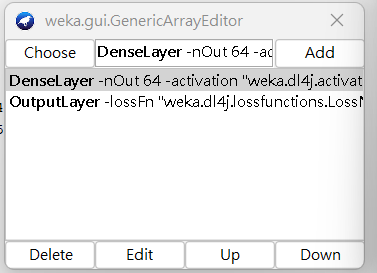 weka.gui.GenericArrayEditor
Choose DenseLayer -nOut 64 -ac Add
DenseLayer -nOut 64 -activation "weka.dl4j.activat
OutputLayer -lossFn "weka.dl4j.lossfunctions.Loss
Delete Edit Up Down